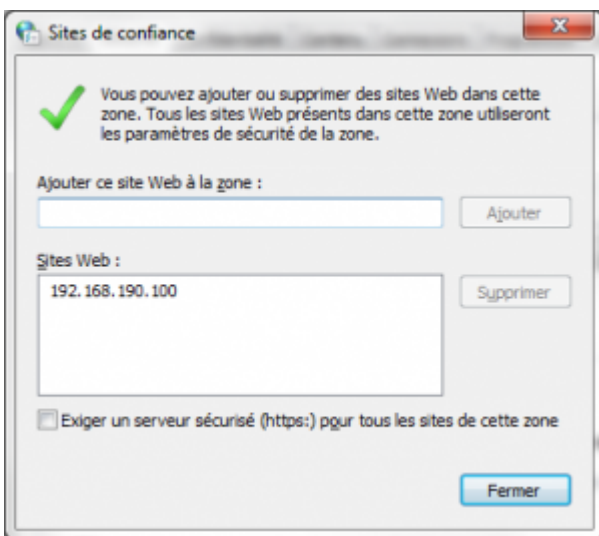 Sites de confiance
Vous pouvez ajouter ou supprimer des sites Web dans cette
zone. Tous les sites Web présents dans cette zone utiliseront
les paramètres de sécurité de la zone.
Ajouter ce site Web à la zone :
Ajouter
Sites Web :
192.168.190.100
Supprimer
Exiger un serveur sécurisé (https:) pour tous les sites de cette zone
Fermer